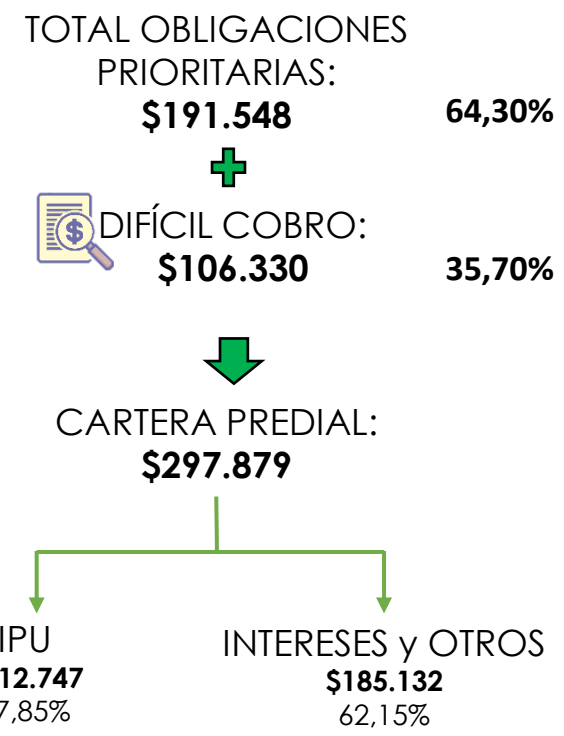 TOTAL OBLIGACIONES
PRIORITARIAS:
$191.548
64,30%
$
DIFÍCIL COBRO:
$106.330
35,70%
CARTERA PREDIAL:
$297.879
IPU
12.747
7,85%
INTERESES y OTROS
$185.132
62,15%